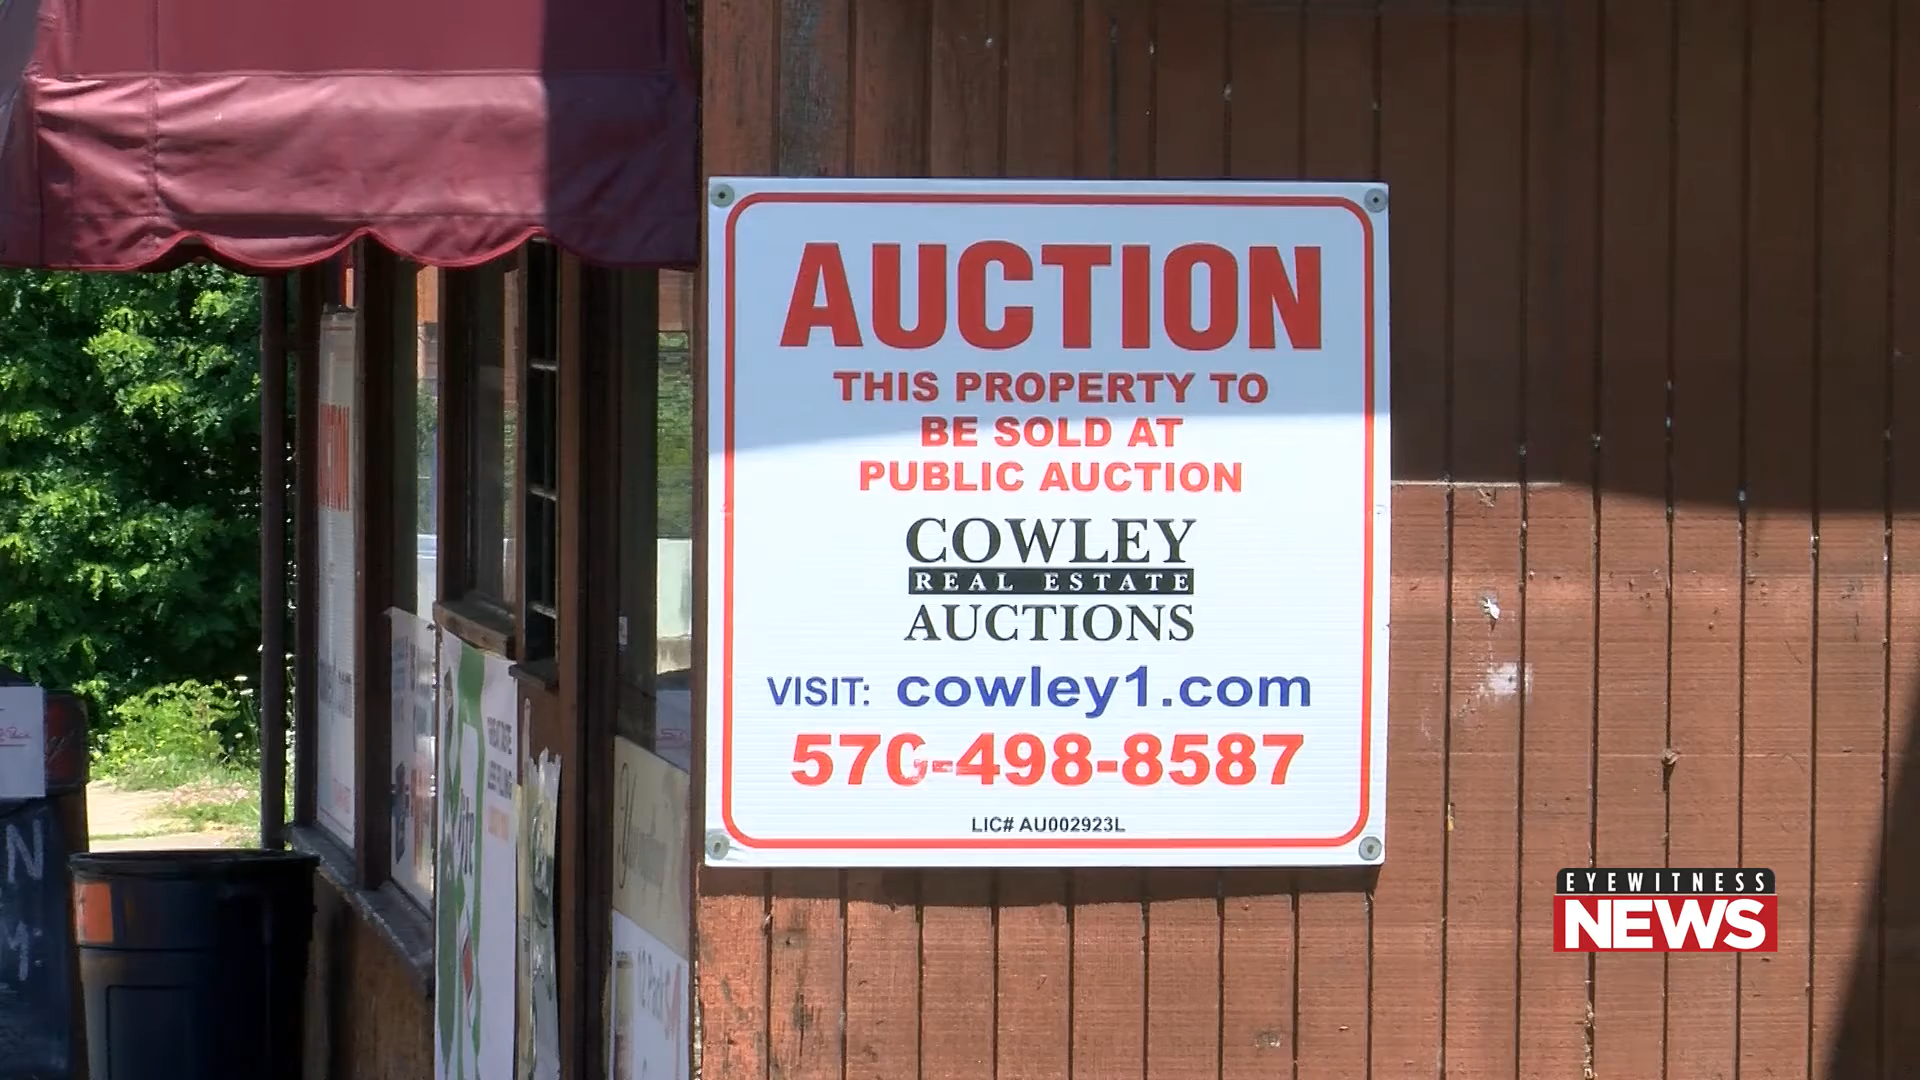 AUCTION
THIS PROPERTY TO
BE SOLD AT
PUBLIC AUCTION
COWLEY
REAL ESTATE
AUCTIONS
VISIT: cowley1.com
570-498-8587
LIC# AU002923L
EYEWITNESS
NEWS